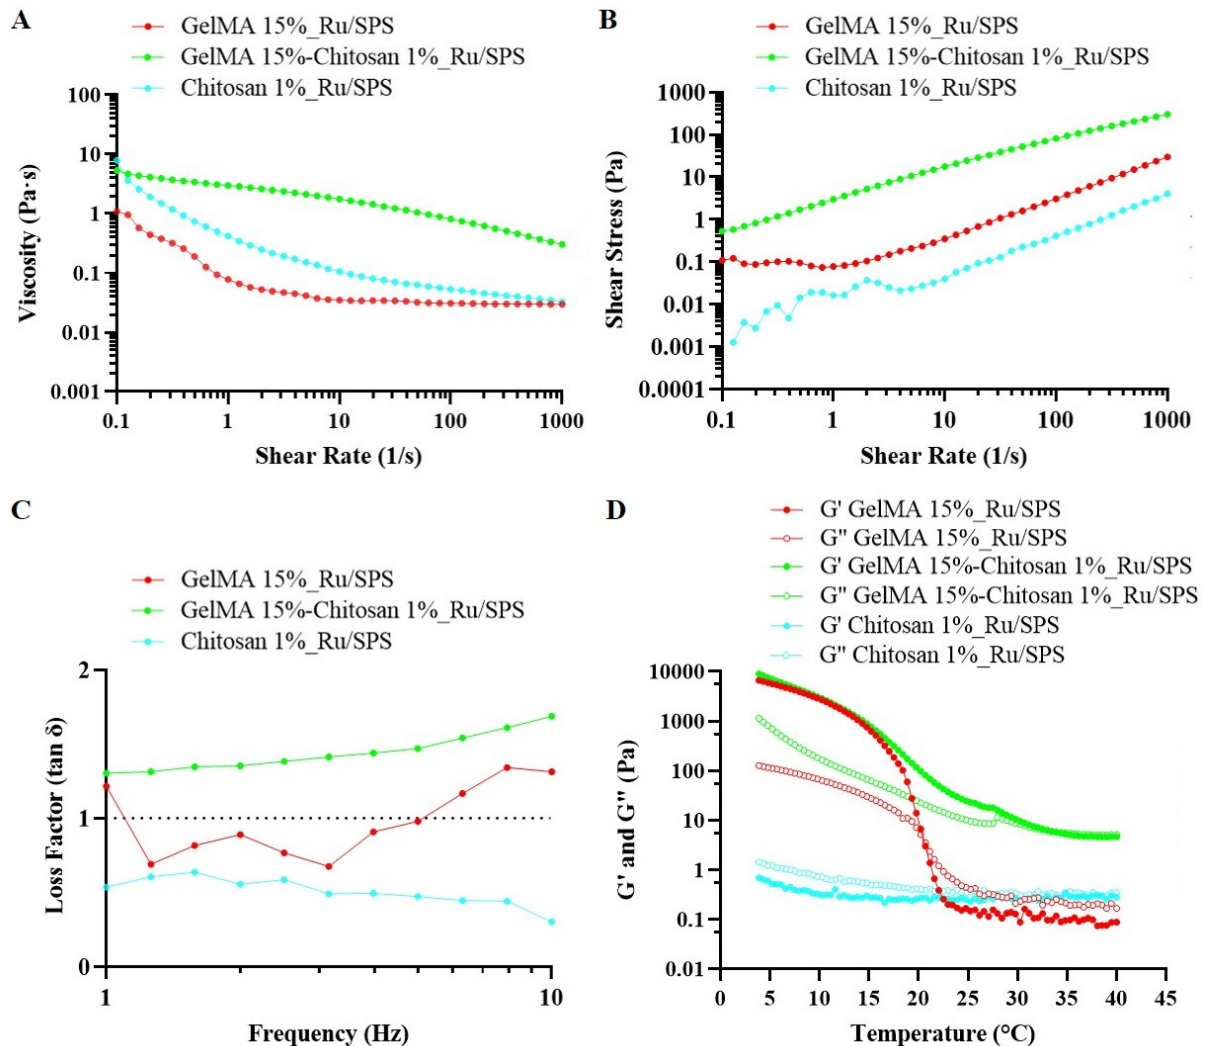 A
GelMA 15%_Ru/SPS
GelMA 15%-Chitosan 1%_Ru/SPS
Chitosan 1%_Ru/SPS
100
10
1
0.1
0.01
0.001
Viscosity (Pa·s)
0.1
1
10
100
1000
Shear Rate (1/s)
B
GelMA 15%_Ru/SPS
GelMA 15%-Chitosan 1%_Ru/SPS
Chitosan 1%_Ru/SPS
1000
100
10
1
0.1
0.01
0.001
0.0001
Shear Stress (Pa)
0.1
1
10
100
1000
Shear Rate (1/s)
C
GelMA 15%_Ru/SPS
GelMA 15%-Chitosan 1%_Ru/SPS
Chitosan 1%_Ru/SPS
2
1
0
Loss Factor (tan δ)
1
10
Frequency (Hz)
D
G' GelMA 15%_Ru/SPS
G" GelMA 15%_Ru/SPS
G' GelMA 15%-Chitosan 1%_Ru/SPS
G" GelMA 15%-Chitosan 1%_Ru/SPS
G' Chitosan 1%_Ru/SPS
G" Chitosan 1%_Ru/SPS
10000
1000
100
10
1
0.1
0.01
G' and G" (Pa)
0
5
10
15
20
25
30
35
40
45
Temperature (°C)